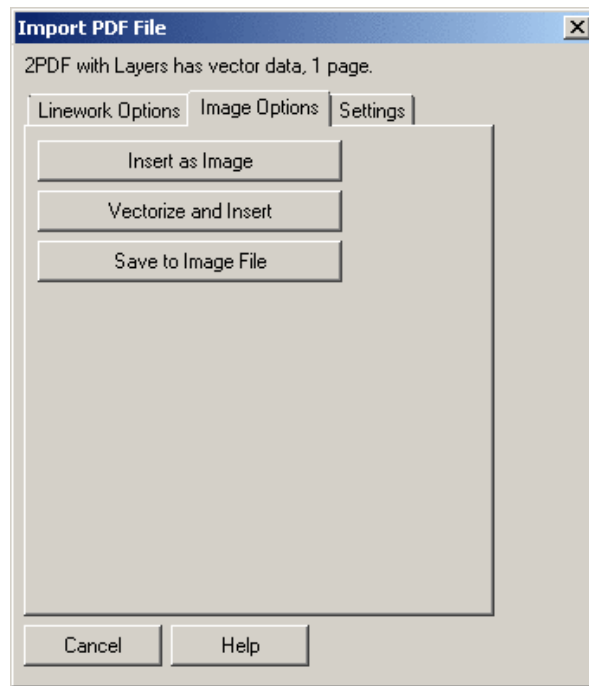 Import PDF File
2PDF with Layers has vector data, 1 page.
Linework Options Image Options Settings
Insert as Image
Vectorize and Insert
Save to Image File
Cancel Help